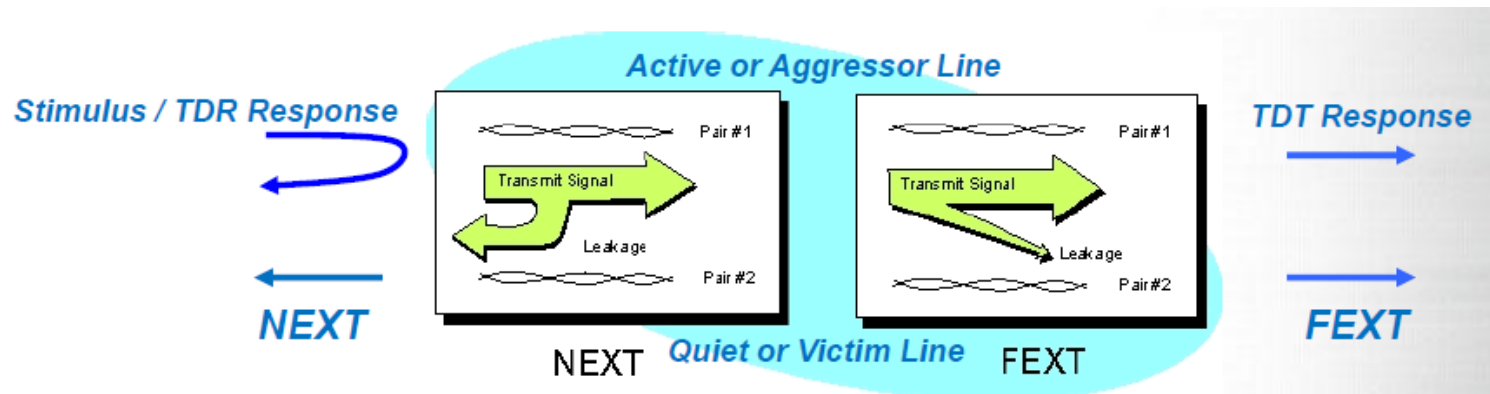 Active or Aggressor Line
Stimulus / TDR Response
TDT Response
Pair#1
Transmit Signal
Leakage
Pair#2
Pair#1
Transmit Signal
Leakage
Pair#2
NEXT
FEXT
Quiet or Victim Line
NEXT
FEXT